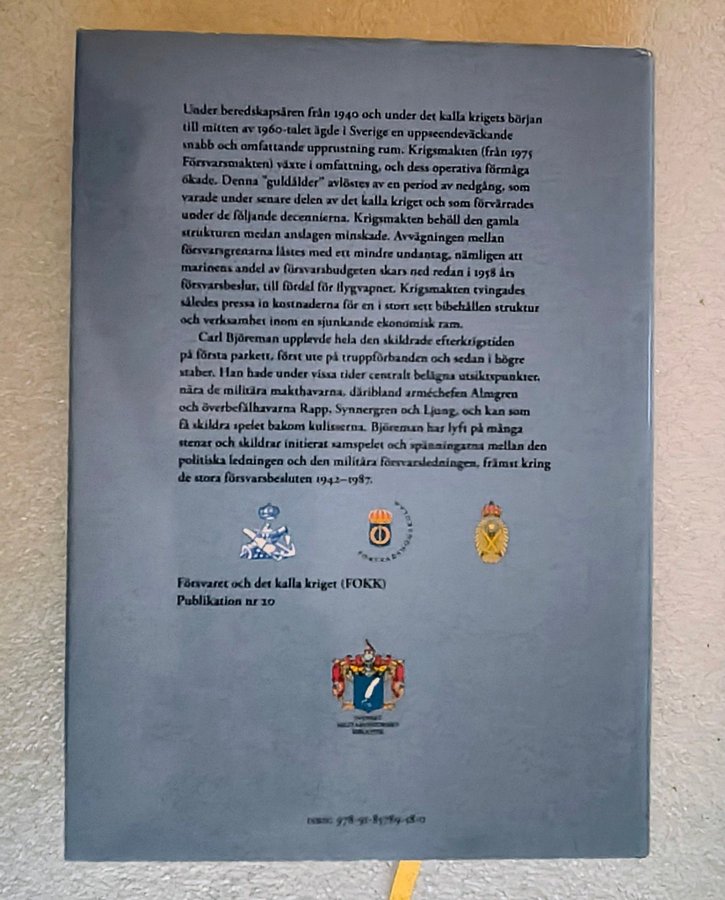 Under beredskapsåren från 1940 och under det kalla krigets början
till mitten av 1960-talet ägde i Sverige en uppseendeväckande
snabb och omfattande upprustning rum. Krigsmakten (från 1975
Försvarsmakten) växte i omfattning, och dess operativa förmåga
ökade. Denna "guldålder" avlöstes av en period av nedgång, som
varade under senare delen av det kalla kriget och som förvärrades
under de följande decennierna. Krigsmakten behöll den gamla
strukturen medan anslagen minskade. Avvägningen mellan
försvarsgrenarna låstes med ett mindre undantag, nämligen att
marinens andel av försvarsbudgeten skars ned redan i 1958 års
försvarsbeslut, till fördel för flygvapnet. Krigsmakten tvingades
således pressa in kostnaderna för en i stort sett bibehållen struktur
och verksamhet inom en sjunkande ekonomisk ram.
Carl Björeman upplevde hela den skildrade efterkrigstiden
på första parkett, först ute på truppförbanden och sedan i högre
staber. Han hade under vissa tider centralt belägna utsiktspunkter,
nära de militära makthavarna, däribland arméchefen Almgren
och överbefälhavarna Rapp, Synnergren och Ljung, och kan som
få skildra spelet bakom kulisserna. Björeman har lyft på många
stenar och skildrar initierat samspelet och spänningarna mellan den
politiska ledningen och den militära försvarsledningen, främst kring
de stora försvarsbesluten 1942–1987.
FÖRSVARSHÖGSKOLAN
Försvaret och det kalla kriget (FOKK)
Publikation nr 20
SVENSKT
MILITÄRHISTORISKT
BIBLIOTEK
ISBN: 978-91-85789-58-0